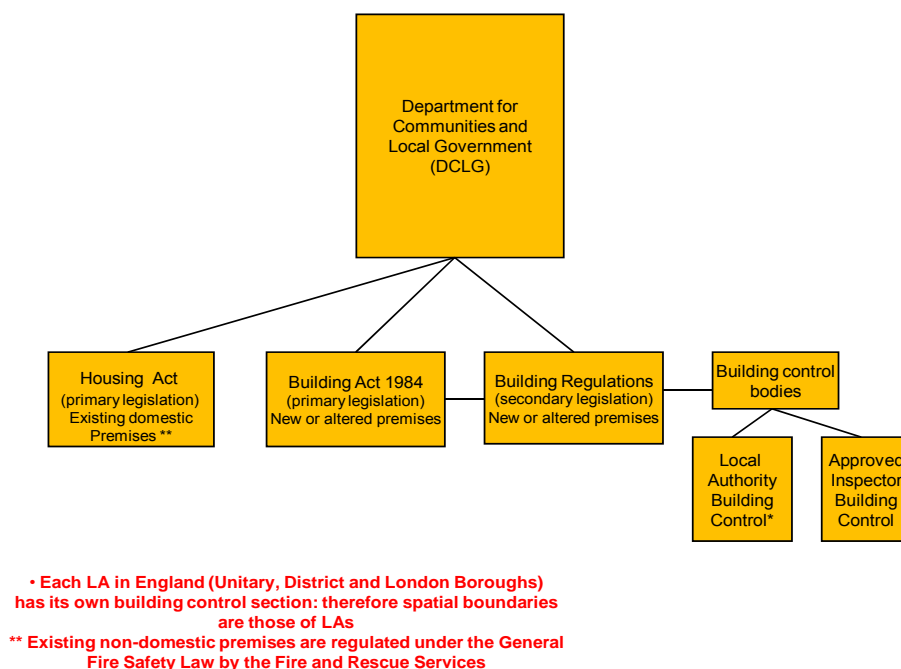 Department for
Communities and
Local Government
(DCLG)
Housing Act
(primary legislation)
Existing domestic
Premises **
Building Act 1984
(primary legislation)
New or altered premises
Building Regulations
(secondary legislation)
New or altered premises
Building control
bodies
Local
Authority
Building
Control*
Approved
Inspector
Building
Control
• Each LA in England (Unitary, District and London Boroughs)
has its own building control section: therefore spatial boundaries
are those of LAs
** Existing non-domestic premises are regulated under the General
Fire Safety Law by the Fire and Rescue Services